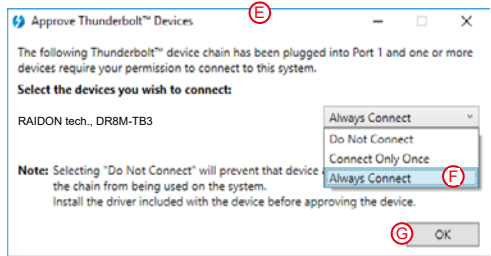 Approve Thunderbolt™ Devices
E
The following Thunderbolt™ device chain has been plugged into Port 1 and one or more
devices require your permission to connect to this system.
Select the devices you wish to connect:
RAIDON tech., DR8M-TB3
Always Connect
Do Not Connect
Connect Only Once
Always Connect
F
Note: Selecting "Do Not Connect" will prevent that device
the chain from being used on the system.
Install the driver included with the device before approving the device.
G
OK